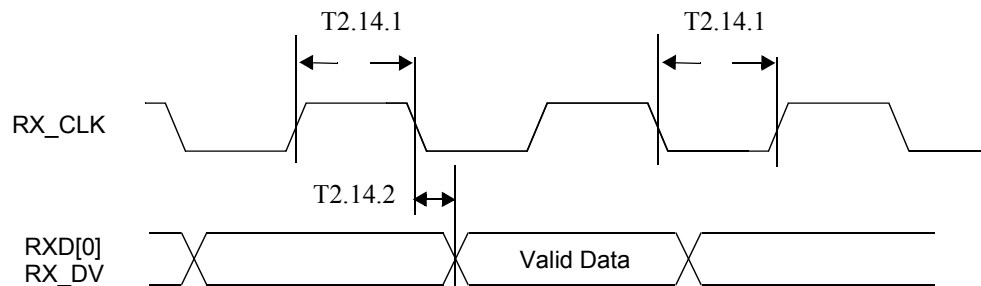 T2.14.1 T2.14.1
RX_CLK
T2.14.2
RXD[0]
RX_DV
Valid Data